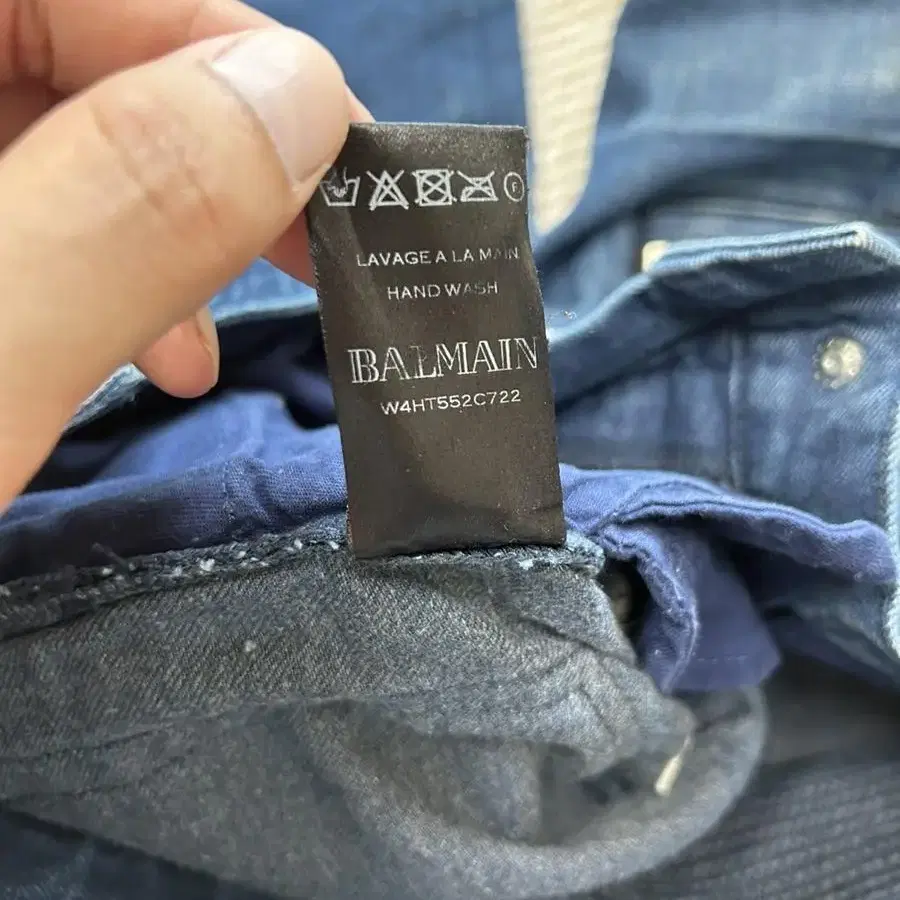 F
LAVAGE A LA MAIN
HAND WASH
BALMAIN
W4HT552C722